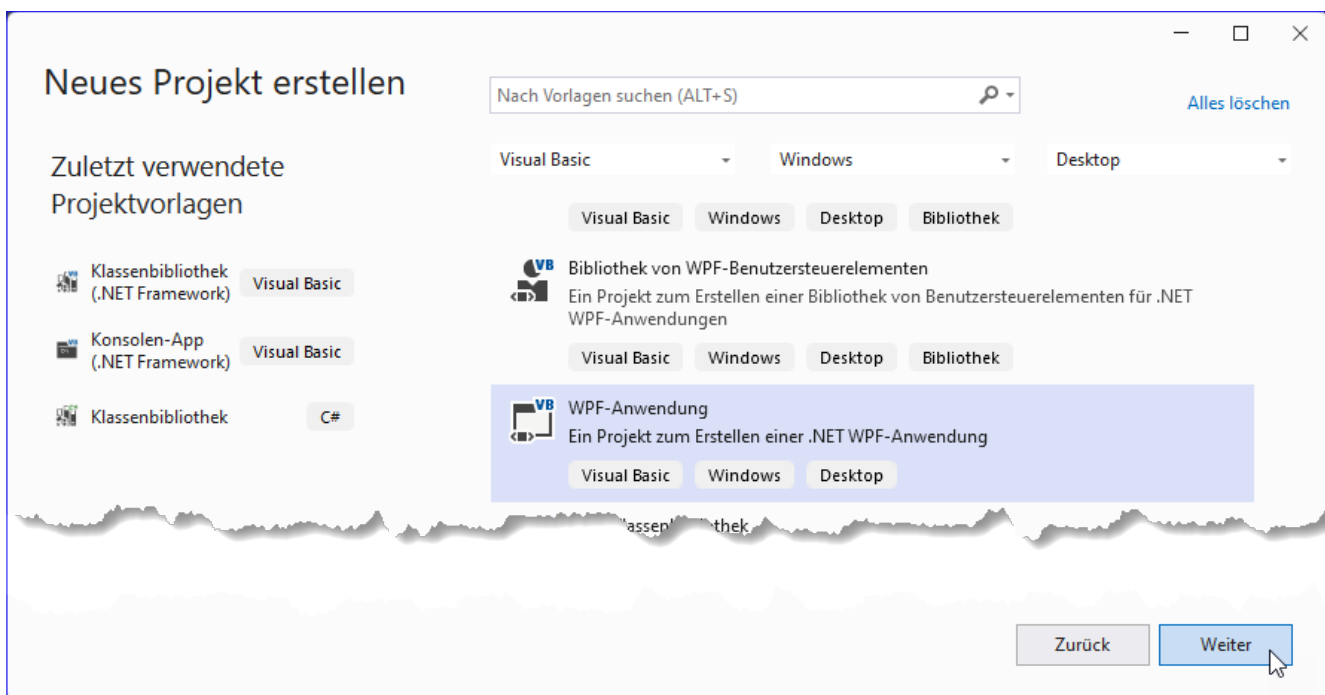 Neues Projekt erstellen
Nach Vorlagen suchen (ALT+S)
Alles löschen
Zuletzt verwendete
Projektvorlagen
Klassenbibliothek
(.NET Framework)
Visual Basic
Konsolen-App
(.NET Framework)
Visual Basic
Klassenbibliothek
C#
Visual Basic
Windows
Desktop
Visual Basic Windows Desktop Bibliothek
VB
Bibliothek von WPF-Benutzersteuerelementen
Ein Projekt zum Erstellen einer Bibliothek von Benutzersteuerelementen für .NET
WPF-Anwendungen
Visual Basic Windows Desktop Bibliothek
VB
WPF-Anwendung
Ein Projekt zum Erstellen einer .NET WPF-Anwendung
Visual Basic Windows Desktop
Zurück
Weiter